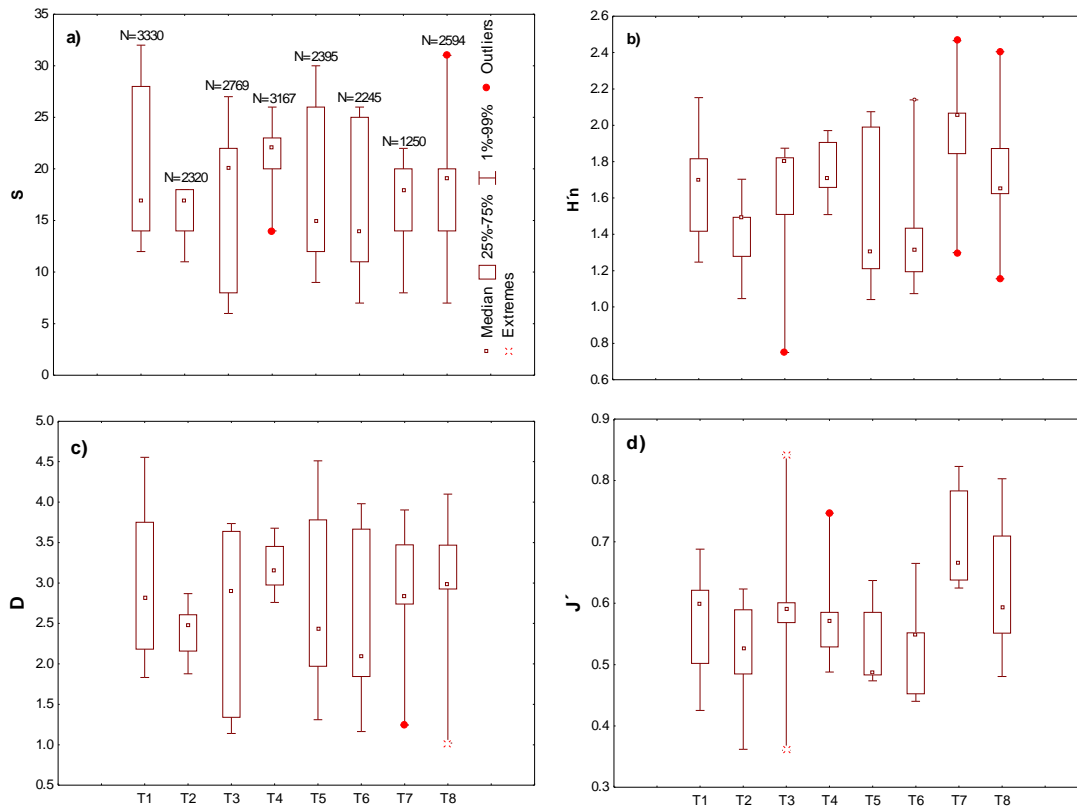 a)
S
35
30
25
20
15
10
5
0
N=3330
N=2320
N=2769
N=3167
N=2395
N=2245
N=1250
N=2594
Median 25%-75% 1%-99% Outliers
Extremes
b)
H´n
2.6
2.4
2.2
2.0
1.8
1.6
1.4
1.2
1.0
0.8
0.6
c)
D
5.0
4.5
4.0
3.5
3.0
2.5
2.0
1.5
1.0
0.5
T1 T2 T3 T4 T5 T6 T7 T8
d)
J´
0.9
0.8
0.7
0.6
0.5
0.4
0.3
T1 T2 T3 T4 T5 T6 T7 T8